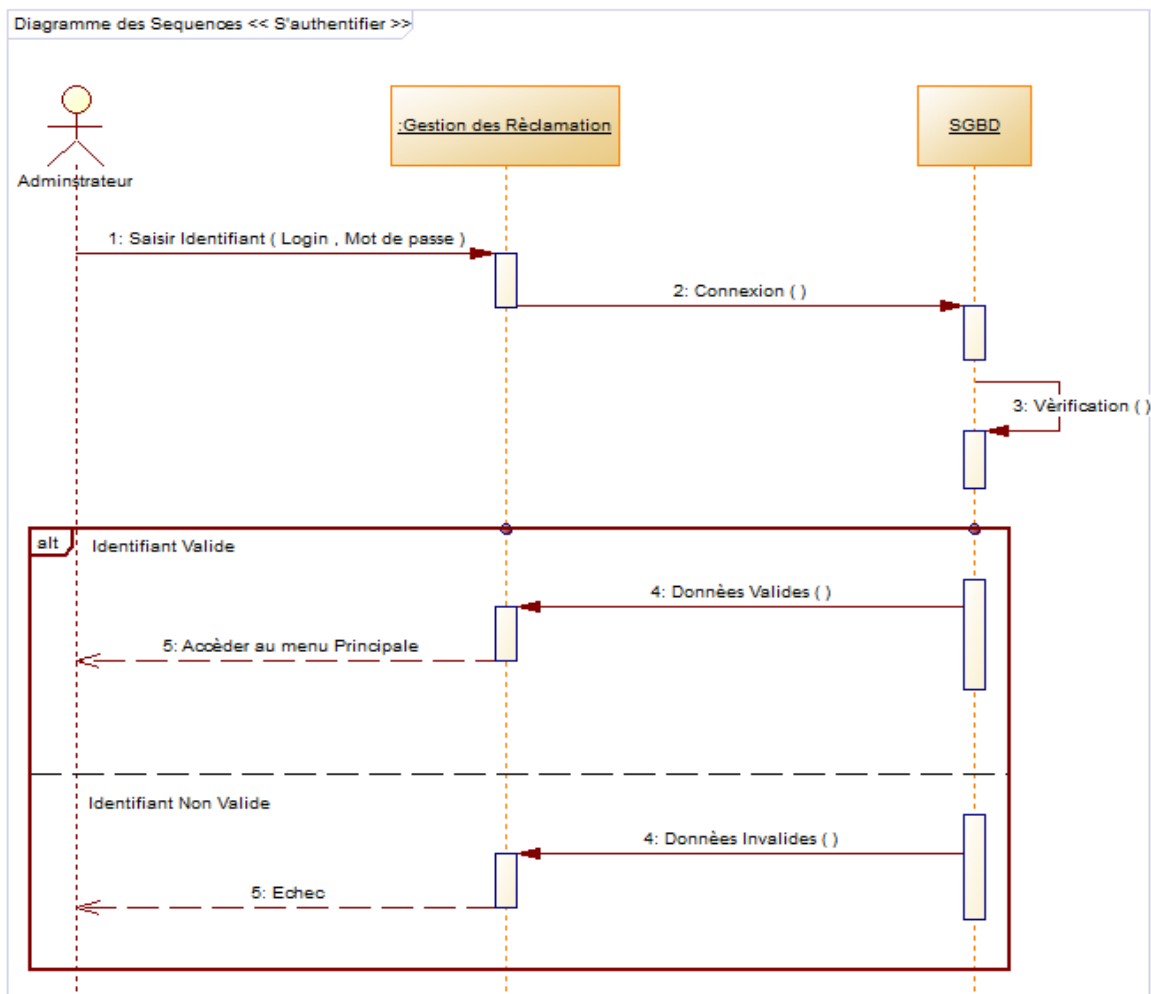 Diagramme des Sequences << S'authentifier >>
:Gestion des Rèclamation
SGBD
Adminstrateur
1: Saisir Identifiant ( Login , Mot de passe )
2: Connexion ( )
3: Vèrification ( )
alt
Identifiant Valide
4: Donnèes Valides ( )
5: Accèder au menu Principale
Identifiant Non Valide
4: Donnèes Invalides ( )
5: Echec